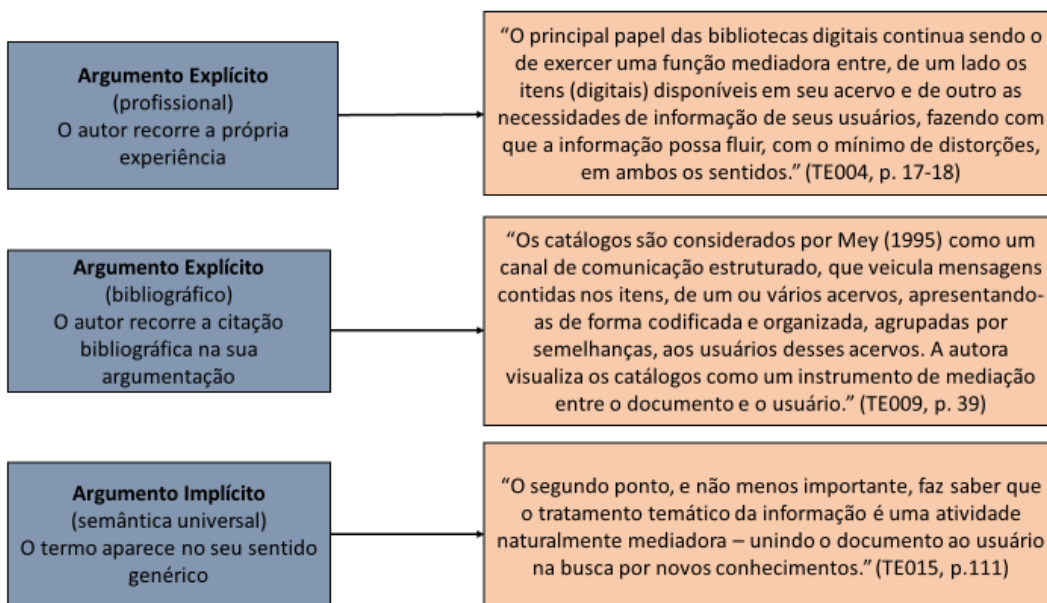 Argumento Explícito
(profissional)
O autor recorre a própria
experiência
“O principal papel das bibliotecas digitais continua sendo o
de exercer uma função mediadora entre, de um lado os
itens (digitais) disponíveis em seu acervo e de outro as
necessidades de informação de seus usuários, fazendo com
que a informação possa fluir, com o mínimo de distorções,
em ambos os sentidos.” (TE004, p. 17-18)
Argumento Explícito
(bibliográfico)
O autor recorre a citação
bibliográfica na sua
argumentação
“Os catálogos são considerados por Mey (1995) como um
canal de comunicação estruturado, que veicula mensagens
contidas nos itens, de um ou vários acervos, apresentando-
as de forma codificada e organizada, agrupadas por
semelhanças, aos usuários desses acervos. A autora
visualiza os catálogos como um instrumento de mediação
entre o documento e o usuário.” (TE009, p. 39)
Argumento Implícito
(semântica universal)
O termo aparece no seu sentido
genérico
“O segundo ponto, e não menos importante, faz saber que
o tratamento temático da informação é uma atividade
naturalmente mediadora – unindo o documento ao usuário
na busca por novos conhecimentos.” (TE015, p.111)